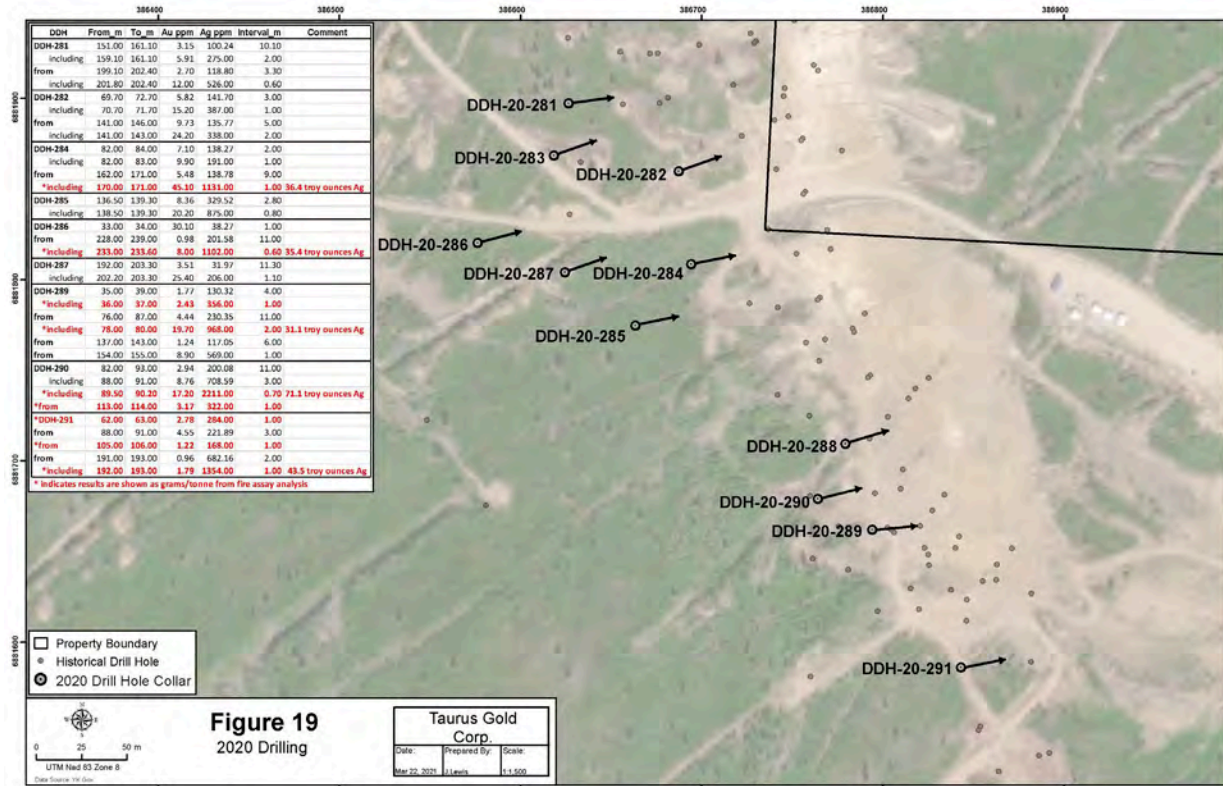 386400 386500 386600 386700 386800 386900
DDH From_m To_m Au ppm Ag ppm Interval_m Comment
DDH-281 151.00 161.10 3.15 100.24 10.10
including 159.10 161.10 5.91 275.00 2.00
from 199.10 202.40 2.70 118.80 3.30
including 201.80 202.40 12.00 526.00 0.60
DDH-282 69.70 72.70 5.82 141.70 3.00
including 70.70 71.70 15.20 387.00 1.00
from 141.00 146.00 9.73 135.77 5.00
including 141.00 143.00 24.20 338.00 2.00
DDH-284 82.00 84.00 7.10 138.27 2.00
including 82.00 83.00 9.90 191.00 1.00
from 162.00 171.00 5.48 138.78 9.00
*including 170.00 171.00 45.10 1131.00 1.00 36.4 troy ounces Ag
DDH-285 136.50 139.30 8.36 329.52 2.80
including 138.50 139.30 20.20 875.00 0.80
DDH-286 33.00 34.00 30.10 38.27 1.00
from 228.00 239.00 0.98 201.58 11.00
*including 233.00 233.60 8.00 1102.00 0.60 35.4 troy ounces Ag
DDH-287 192.00 203.30 3.51 31.97 11.30
including 202.20 203.30 25.40 206.00 1.10
DDH-289 35.00 39.00 1.77 130.32 4.00
*including 36.00 37.00 2.43 356.00 1.00
from 76.00 87.00 4.44 230.35 11.00
*including 78.00 80.00 19.70 968.00 2.00 31.1 troy ounces Ag
from 137.00 143.00 1.24 117.05 6.00
from 154.00 155.00 8.90 569.00 1.00
DDH-290 82.00 93.00 2.94 200.08 11.00
including 88.00 91.00 8.76 708.59 3.00
*including 89.50 90.20 17.20 2211.00 0.70 71.1 troy ounces Ag
*from 113.00 114.00 3.17 322.00 1.00
*DDH-291 62.00 63.00 2.78 284.00 1.00
from 88.00 91.00 4.55 221.89 3.00
*from 105.00 106.00 1.22 168.00 1.00
from 191.00 193.00 0.96 682.16 2.00
*including 192.00 193.00 1.79 1354.00 1.00 43.5 troy ounces Ag
* indicates results are shown as grams/tonne from fire assay analysis
6881900
6881700
6881600
DDH-20-281
DDH-20-283
DDH-20-282
DDH-20-286
DDH-20-287
DDH-20-284
DDH-20-285
DDH-20-288
DDH-20-290
DDH-20-289
DDH-20-291
Property Boundary
Historical Drill Hole
2020 Drill Hole Collar
N
W E
S
0 25 50 m
UTM Nad 83 Zone 8
Data Source: YK Gov.
Figure 19
2020 Drilling
Taurus Gold
Corp.
Date: Prepared By: Scale:
Mar 22, 2021 J.Lewis 1:1,500